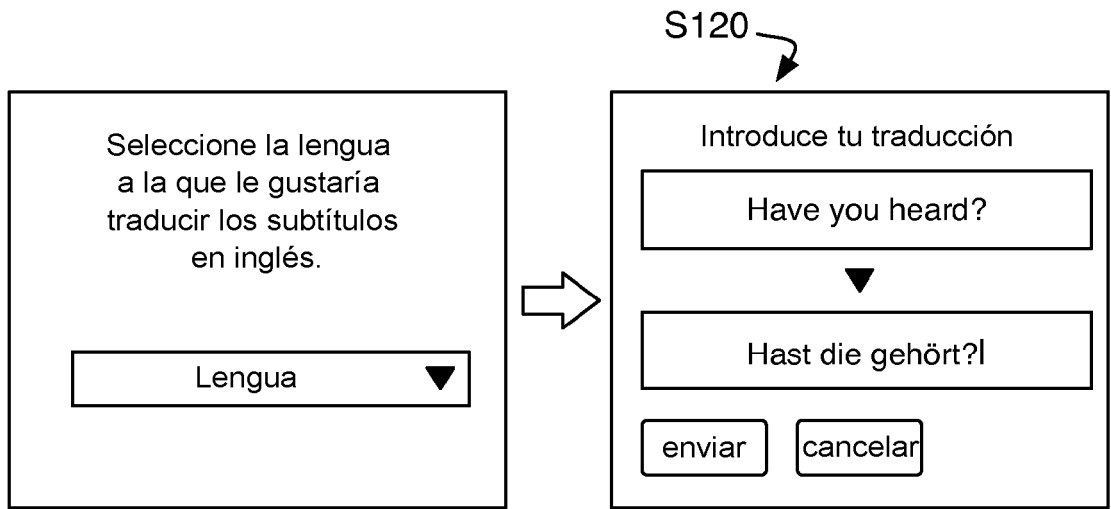 S120
Seleccione la lengua
a la que le gustaría
traducir los subtítulos
en inglés.
Lengua
Introduce tu traducción
Have you heard?
Hast die gehört?
enviar
cancelar